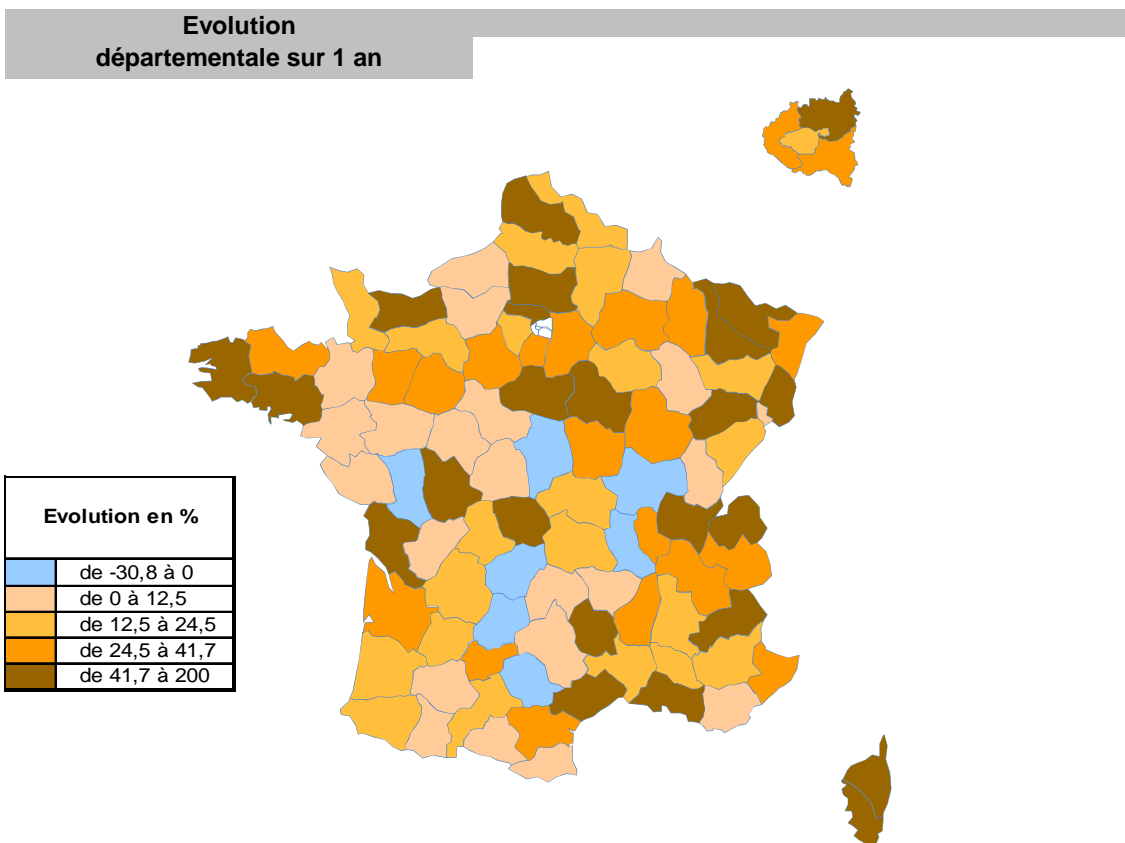 Evolution
départementale sur 1 an
Evolution en %
de -30,8 à 0
de 0 à 12,5
de 12,5 à 24,5
de 24,5 à 41,7
de 41,7 à 200